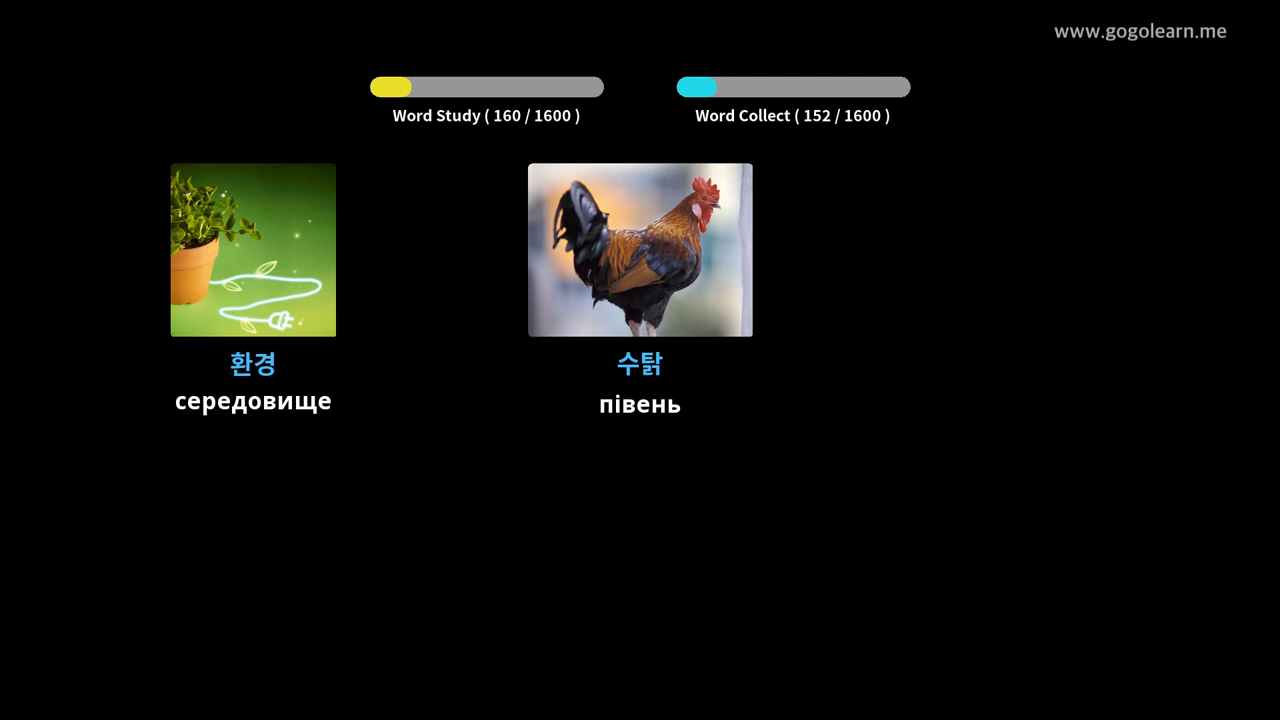 www.gogolearn.me
Word Study ( 160 / 1600 )
Word Collect ( 152 / 1600 )
환경
середовище
수탉
півень